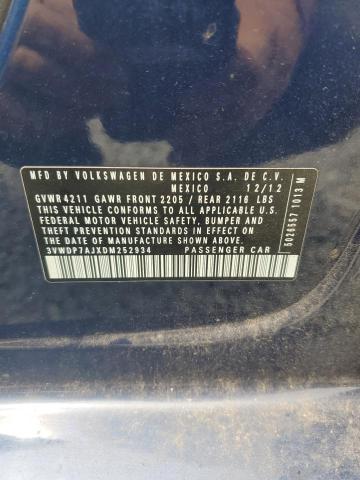 MFD BY VOLKSWAGEN DE MEXICO S.A. DE C.V.
MEXICO 12/12
GVWR 4211 GAWR FRONT 2205 / REAR 2116 LBS
THIS VEHICLE CONFORMS TO ALL APPLICABLE U.S.
FEDERAL MOTOR VEHICLE SAFETY, BUMPER AND
THEFT PREVENTION STANDARDS IN EFFECT ON THE
DATE OF MANUFACTURE SHOWN ABOVE.
3VWDP7AJXDM252934 PASSENGER CAR
5026557 1013 M